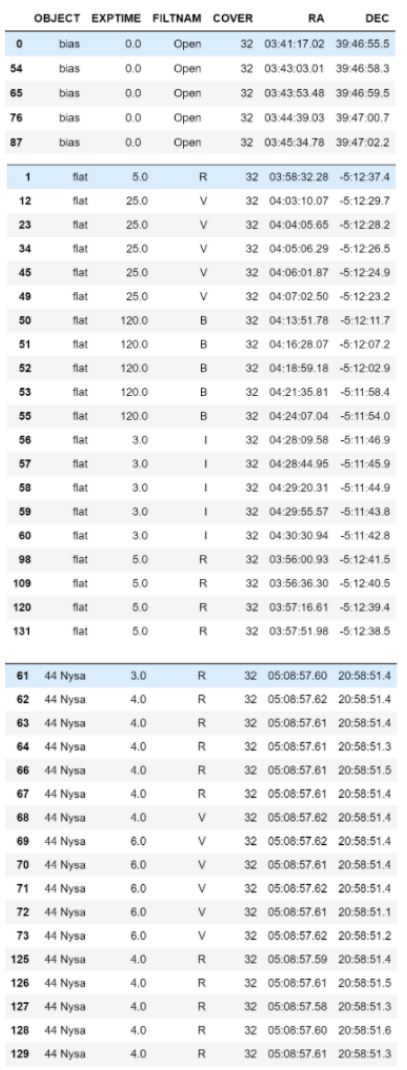 OBJECT EXPTIME FILTNAM COVER RA DEC
0 bias 0.0 Open 32 03:41:17.02 39:46:55.5
54 bias 0.0 Open 32 03:43:03.01 39:46:58.3
65 bias 0.0 Open 32 03:43:53.48 39:46:59.5
76 bias 0.0 Open 32 03:44:39.03 39:47:00.7
87 bias 0.0 Open 32 03:45:34.78 39:47:02.2
1 flat 5.0 R 32 03:58:32.28 -5:12:37.4
12 flat 25.0 V 32 04:03:10.07 -5:12:29.7
23 flat 25.0 V 32 04:04:05.65 -5:12:28.2
34 flat 25.0 V 32 04:05:06.29 -5:12:26.5
45 flat 25.0 V 32 04:06:01.87 -5:12:24.9
49 flat 25.0 V 32 04:07:02.50 -5:12:23.2
50 flat 120.0 B 32 04:13:51.78 -5:12:11.7
51 flat 120.0 B 32 04:16:28.07 -5:12:07.2
52 flat 120.0 B 32 04:18:59.18 -5:12:02.9
53 flat 120.0 B 32 04:21:35.81 -5:11:58.4
55 flat 120.0 B 32 04:24:07.04 -5:11:54.0
56 flat 3.0 I 32 04:28:09.58 -5:11:46.9
57 flat 3.0 I 32 04:28:44.95 -5:11:45.9
58 flat 3.0 I 32 04:29:20.31 -5:11:44.9
59 flat 3.0 I 32 04:29:55.57 -5:11:43.8
60 flat 3.0 I 32 04:30:30.94 -5:11:42.8
98 flat 5.0 R 32 03:56:00.93 -5:12:41.5
109 flat 5.0 R 32 03:56:36.30 -5:12:40.5
120 flat 5.0 R 32 03:57:16.61 -5:12:39.4
131 flat 5.0 R 32 03:57:51.98 -5:12:38.5
61 44 Nysa 3.0 R 32 05:08:57.60 20:58:51.4
62 44 Nysa 4.0 R 32 05:08:57.62 20:58:51.4
63 44 Nysa 4.0 R 32 05:08:57.61 20:58:51.4
64 44 Nysa 4.0 R 32 05:08:57.61 20:58:51.3
66 44 Nysa 4.0 R 32 05:08:57.61 20:58:51.5
67 44 Nysa 4.0 R 32 05:08:57.61 20:58:51.4
68 44 Nysa 4.0 V 32 05:08:57.62 20:58:51.4
69 44 Nysa 6.0 V 32 05:08:57.62 20:58:51.4
70 44 Nysa 6.0 V 32 05:08:57.61 20:58:51.4
71 44 Nysa 6.0 V 32 05:08:57.62 20:58:51.4
72 44 Nysa 6.0 V 32 05:08:57.61 20:58:51.1
73 44 Nysa 6.0 V 32 05:08:57.62 20:58:51.2
125 44 Nysa 4.0 R 32 05:08:57.59 20:58:51.4
126 44 Nysa 4.0 R 32 05:08:57.61 20:58:51.5
127 44 Nysa 4.0 R 32 05:08:57.58 20:58:51.3
128 44 Nysa 4.0 R 32 05:08:57.60 20:58:51.6
129 44 Nysa 4.0 R 32 05:08:57.61 20:58:51.3